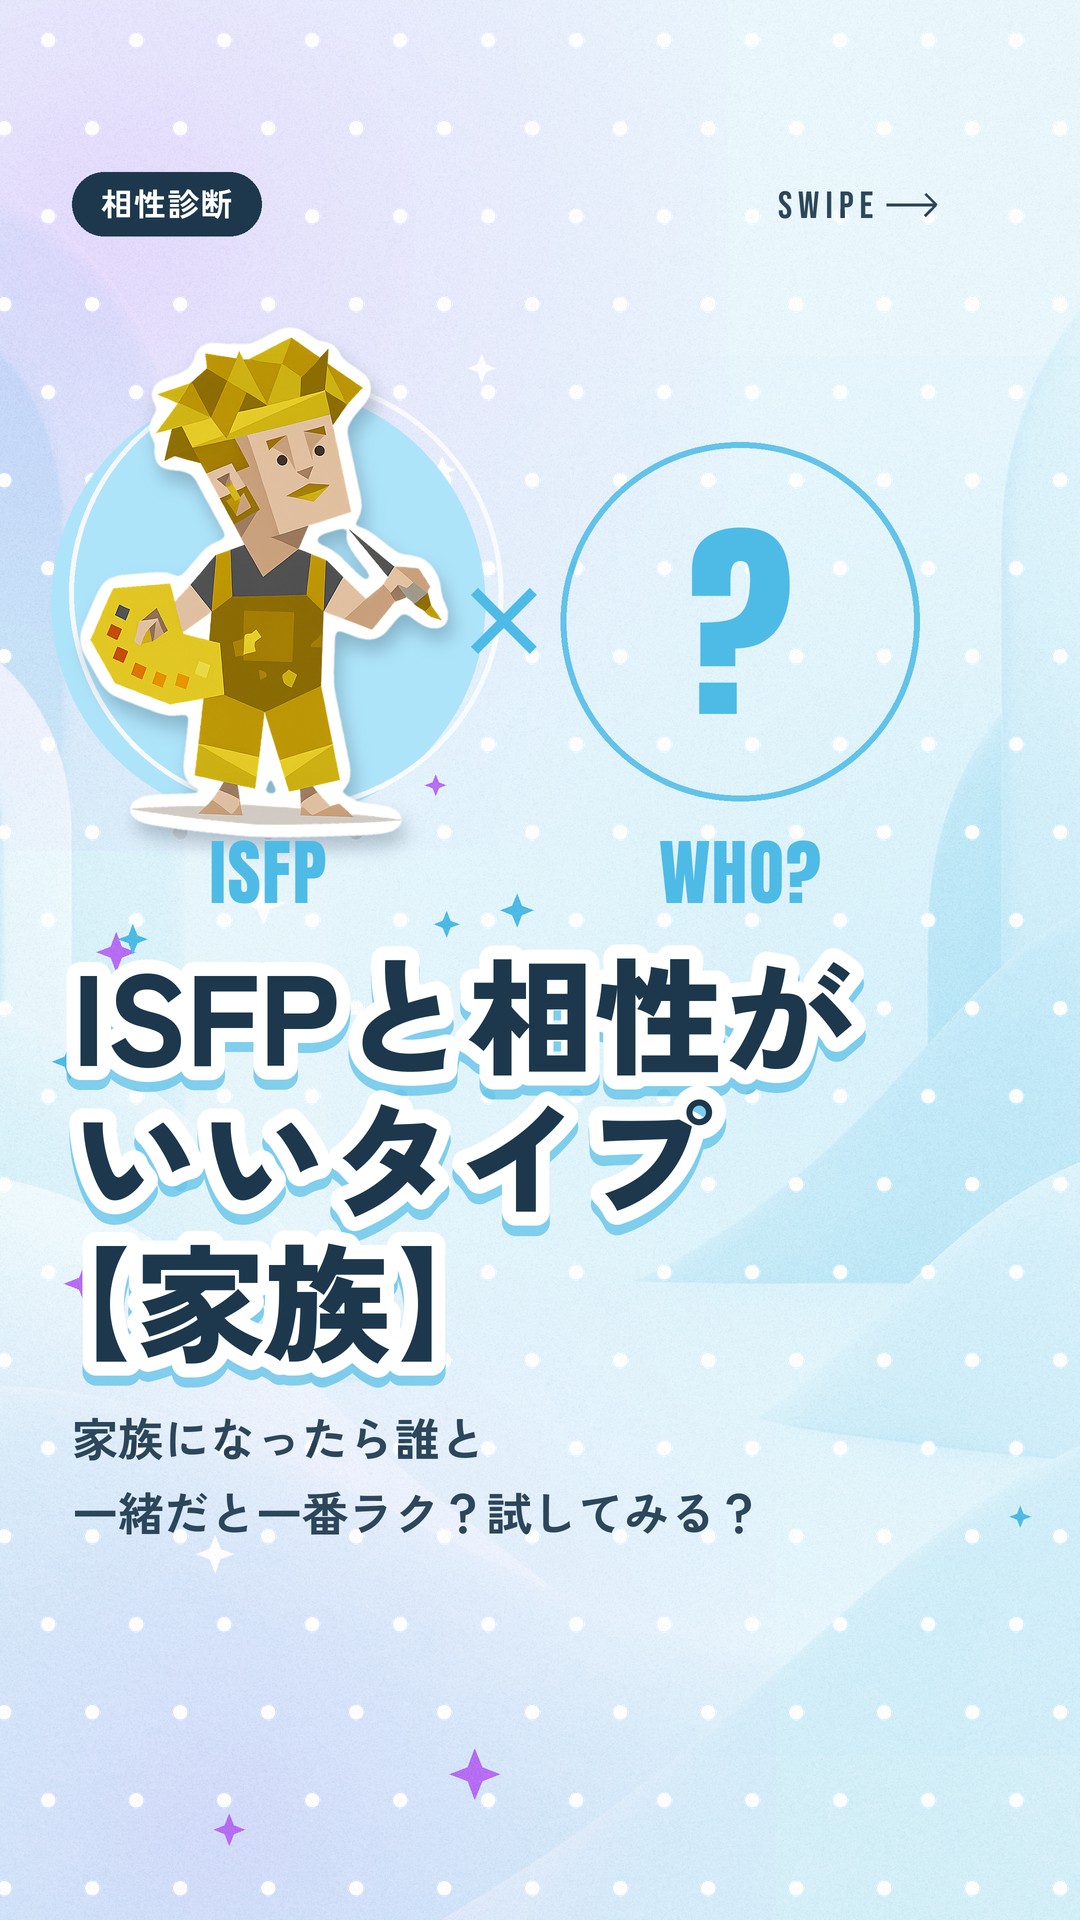 相性診断
SWIPE →
ISFP
WHO?
ISFPと相性が
いいタイプ
【家族】
家族になったら誰と
一緒だと一番ラク？試してみる？